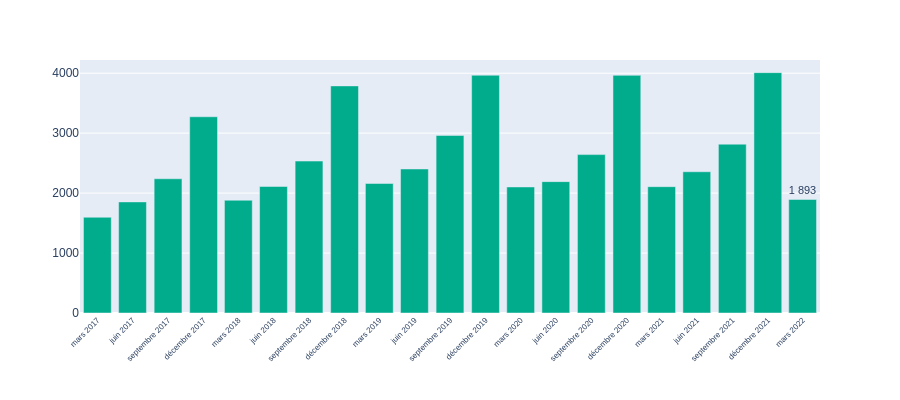 4000
3000
2000
1000
0
1 893
mars 2017
juin 2017
septembre 2017
décembre 2017
mars 2018
juin 2018
septembre 2018
décembre 2018
mars 2019
juin 2019
septembre 2019
décembre 2019
mars 2020
juin 2020
septembre 2020
décembre 2020
mars 2021
juin 2021
septembre 2021
décembre 2021
mars 2022